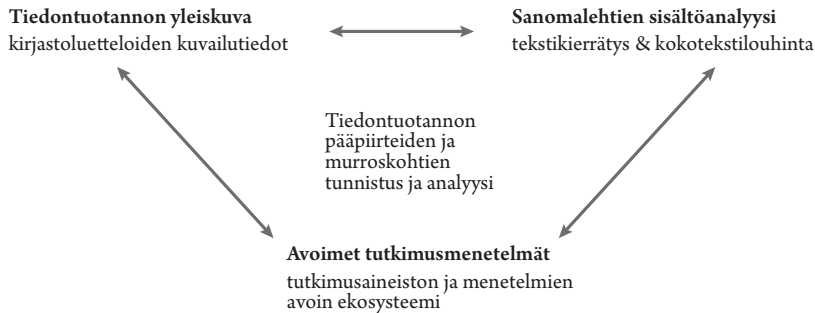 Tiedontuotannon yleiskuva
kirjastoluetteloiden kuvailutiedot
Sanomalehtien sisältöanalyysi
tekstikierrätys & kokotekstilouhinta
Tiedontuotannon
pääpiirteiden ja
murroskohtien
tunnistus ja analyysi
Avoimet tutkimusmenetelmät
tutkimusaineiston ja menetelmien
avoin ekosysteemi